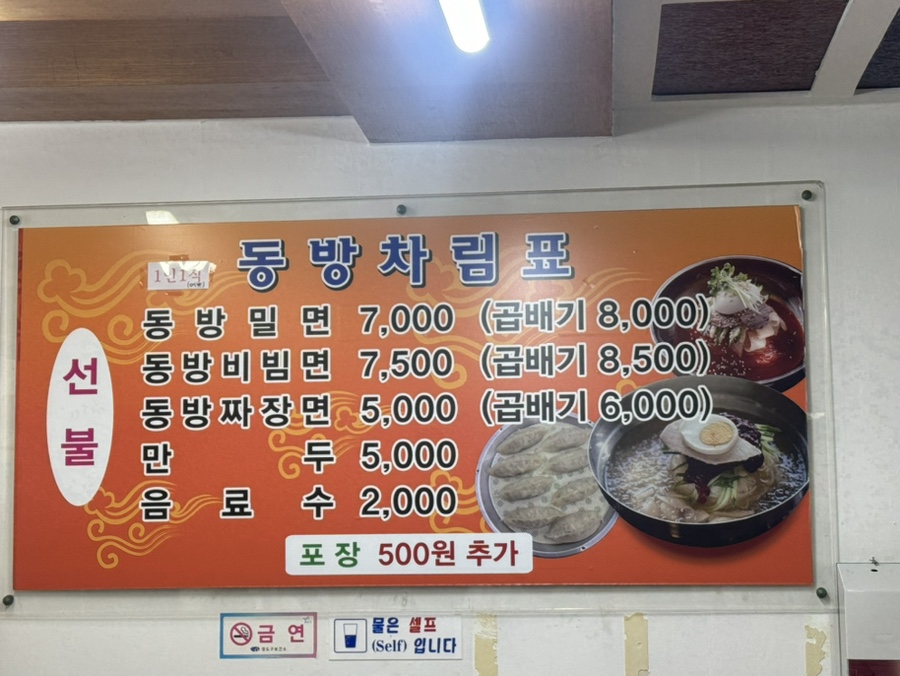 동방차림표
1인1식
선불
동방밀면 7,000 (곱배기 8,000)
동방비빔면 7,500 (곱배기 8,500)
동방짜장면 5,000 (곱배기 6,000)
만두 5,000
음료수 2,000
포장 500원 추가
금연
물은 셀프
(Self) 입니다